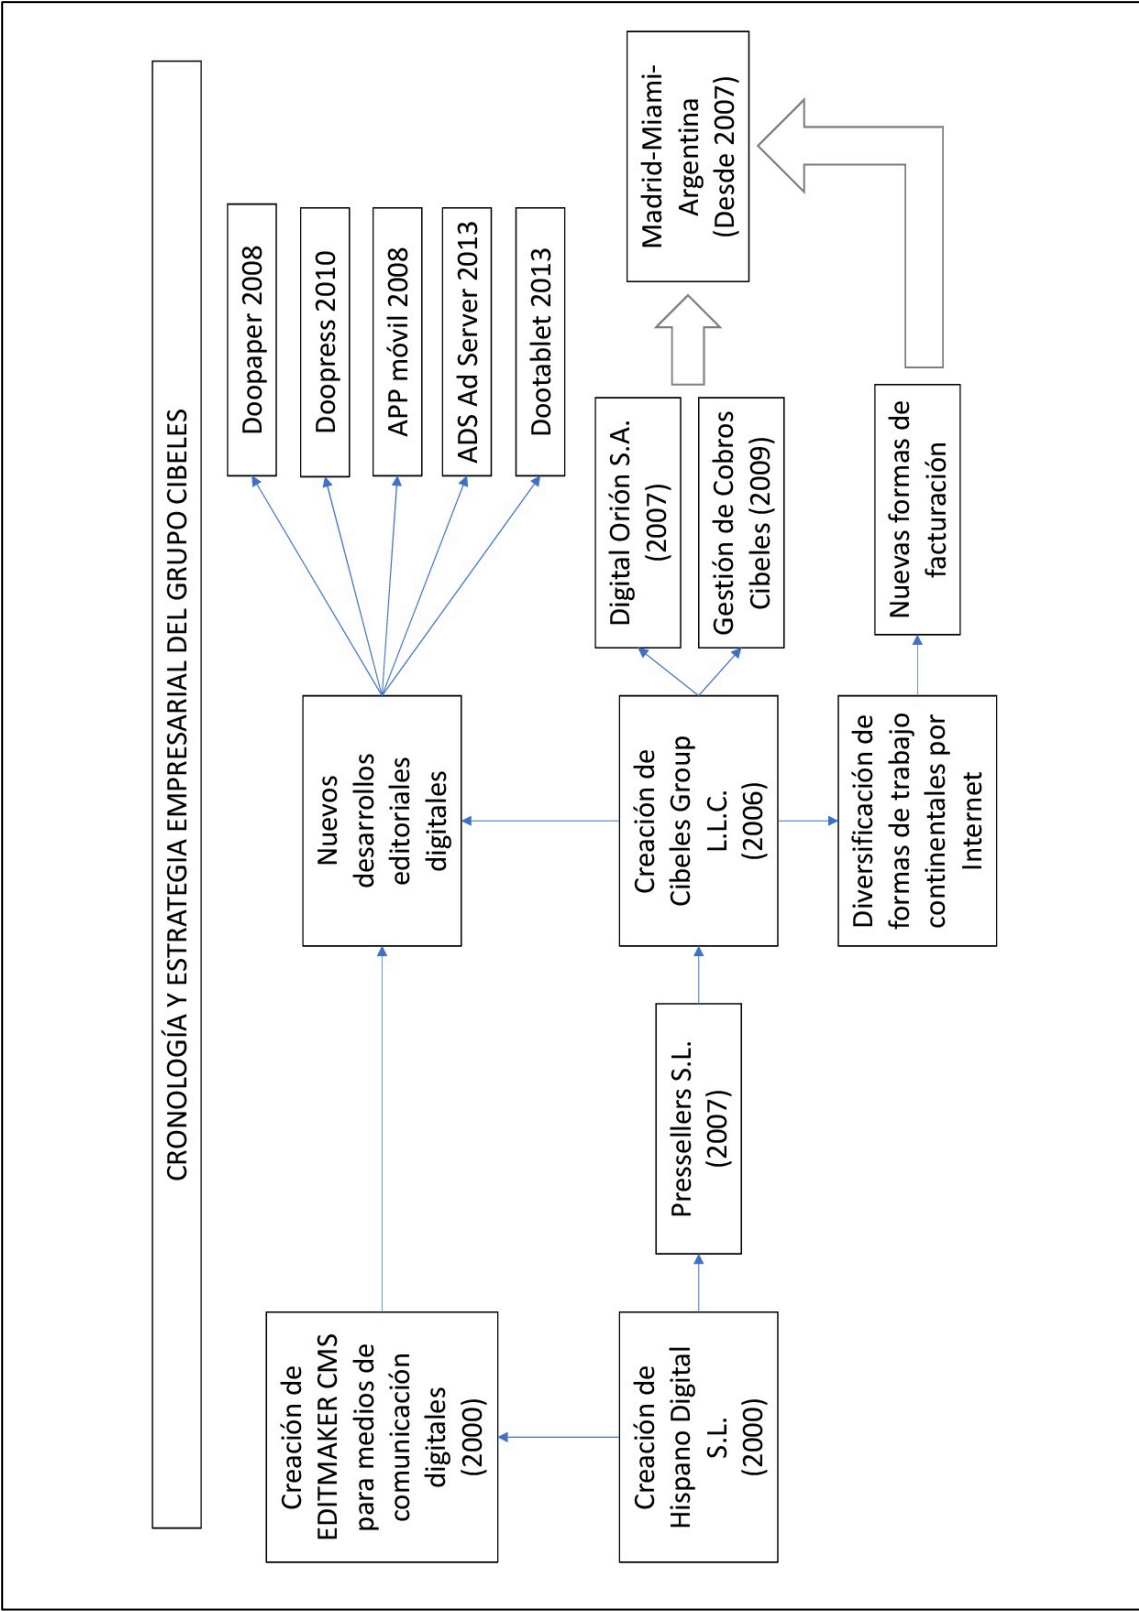 CRONOLOGÍA Y ESTRATEGIA EMPRESARIAL DEL GRUPO CIBELES
Creación de
EDITMAKER CMS
para medios de
comunicación
digitales
(2000)
Nuevos
desarrollos
editoriales
digitales
Doopaper 2008
Doopress 2010
APP móvil 2008
ADS Ad Server 2013
Dootablet 2013
Creación de
Hispano Digital
S.L.
(2000)
Pressellers S.L.
(2007)
Creación de
Cibeles Group
L.L.C.
(2006)
Digital Orión S.A.
(2007)
Gestión de Cobros
Cibeles (2009)
Madrid-Miami-
Argentina
(Desde 2007)
Diversificación de
formas de trabajo
continentales por
Internet
Nuevas formas de
facturación